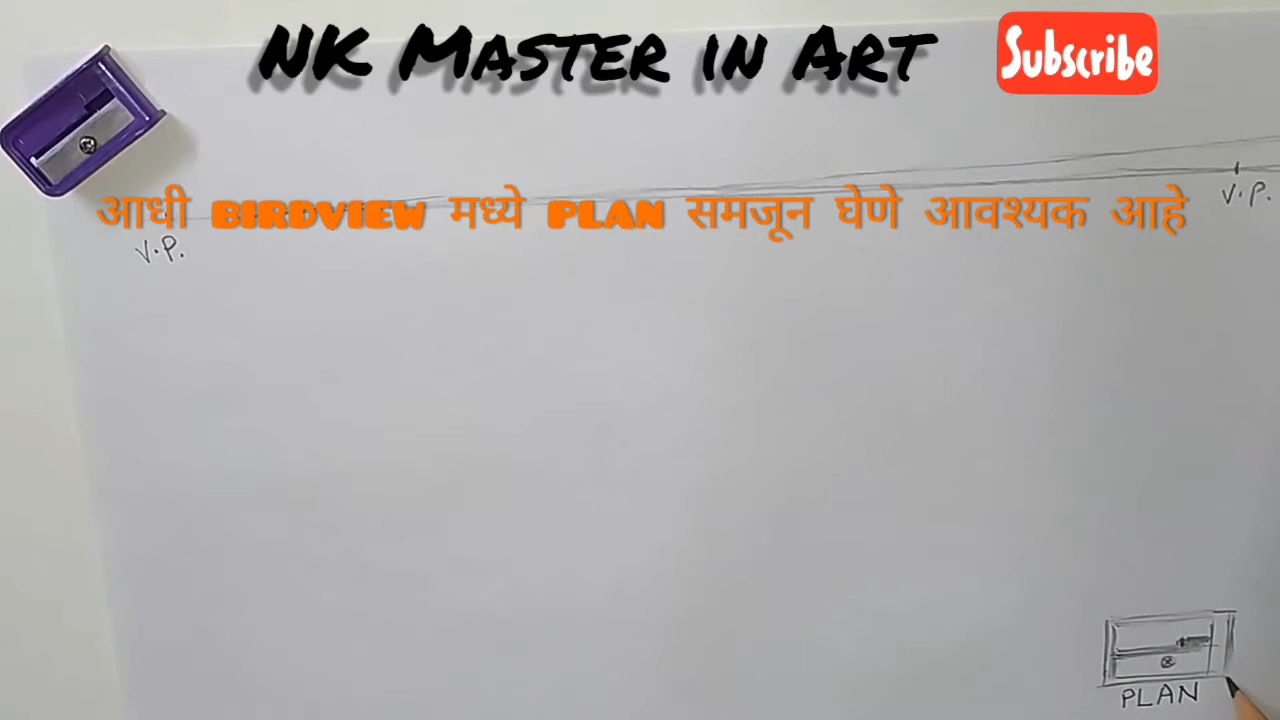 NK MASTER IN ART
Subscribe
आधी BIRDVIEW मध्ये PLAN समजून घेणे आवश्यक आहे
V.P.
V.P.
PLAN